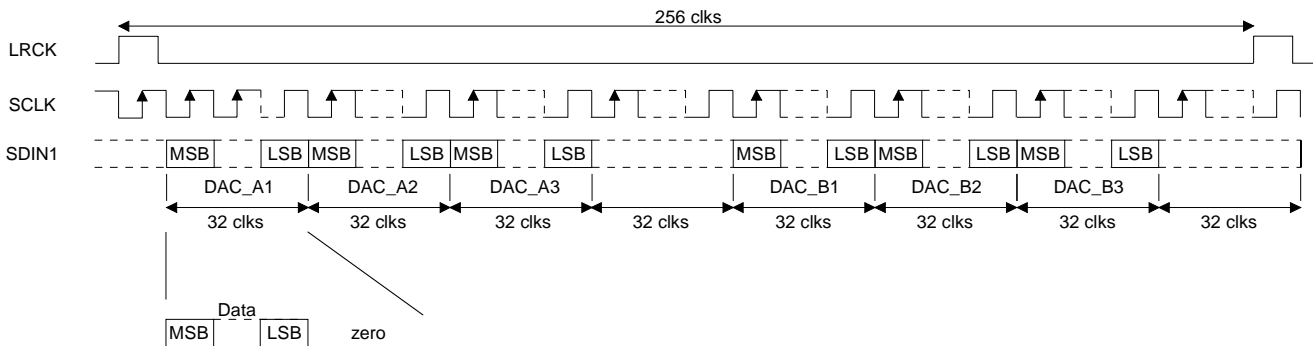 256 clks
LRCK
SCLK
SDIN1
MSB LSB MSB LSB MSB LSB MSB LSB MSB LSB MSB LSB
DAC_A1 DAC_A2 DAC_A3 DAC_B1 DAC_B2 DAC_B3
32 clks 32 clks 32 clks 32 clks 32 clks 32 clks 32 clks 32 clks
Data
MSB LSB zero